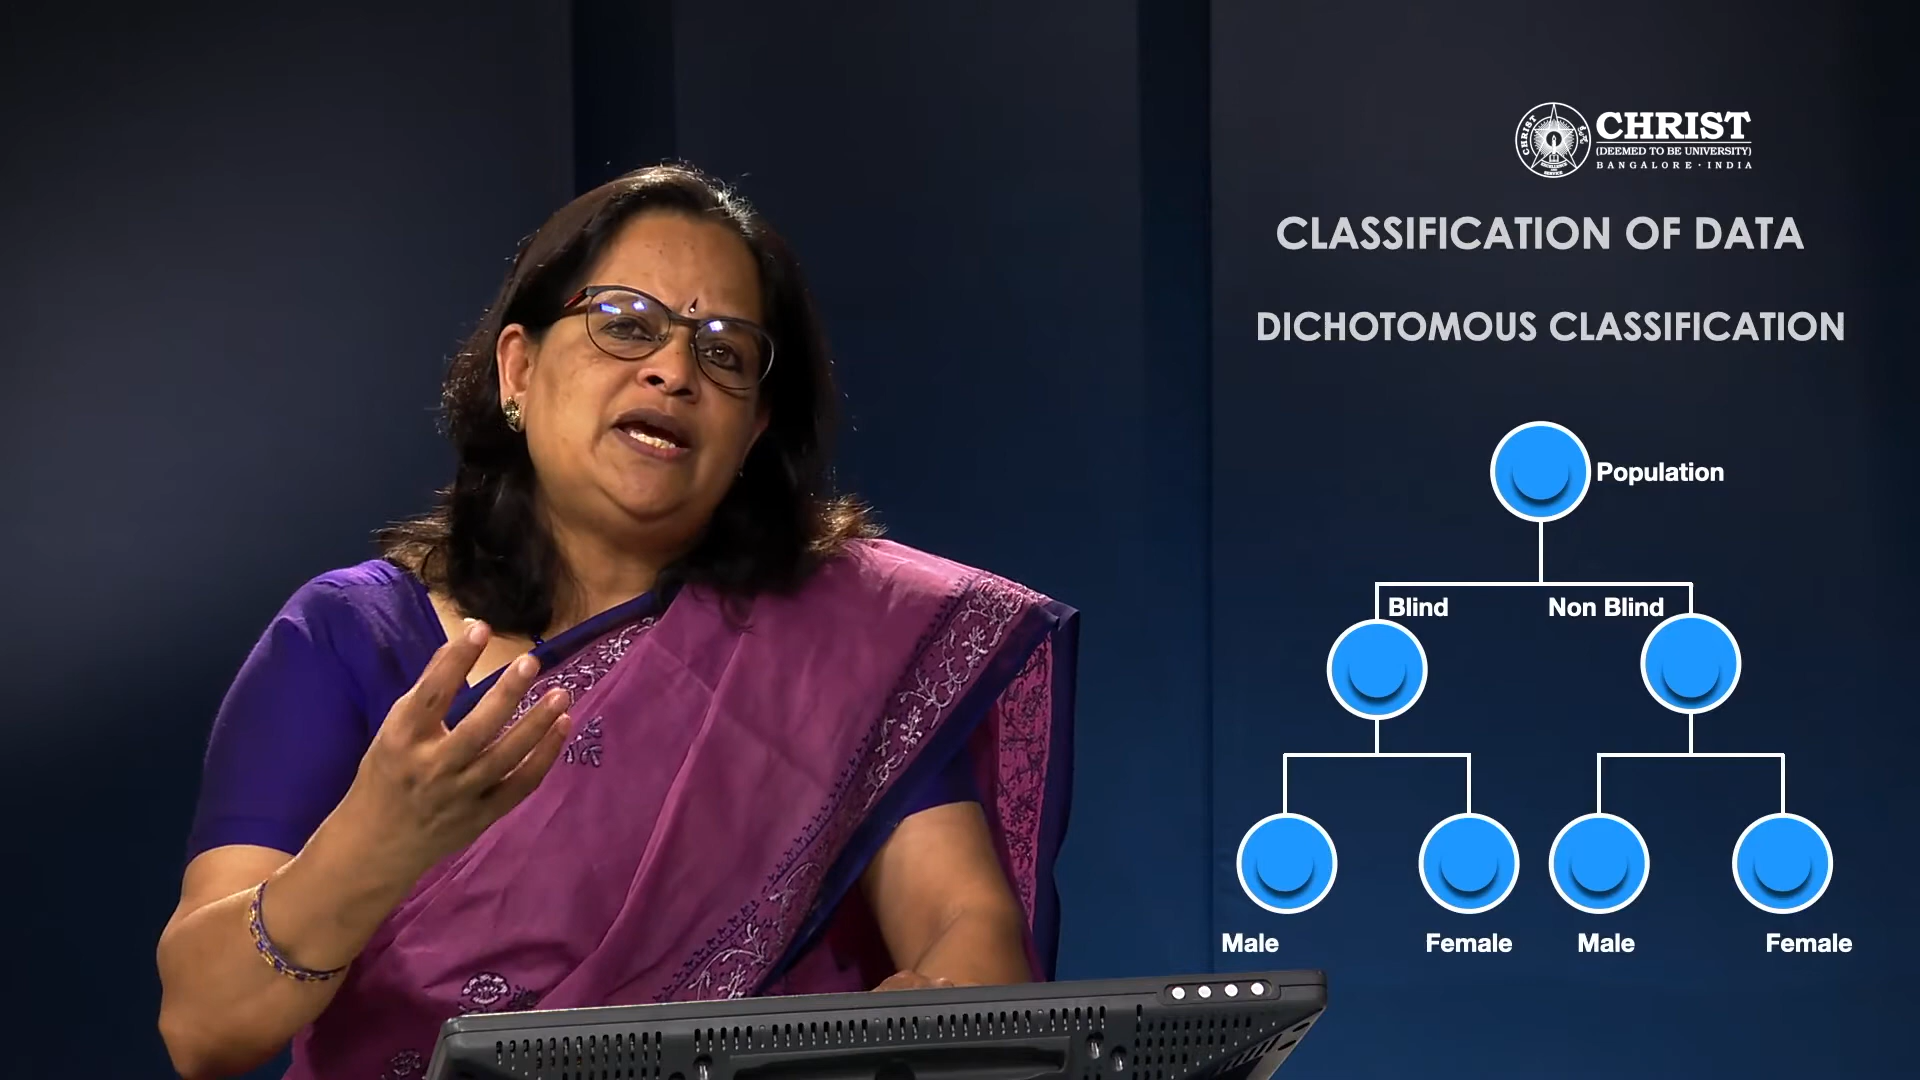 CHRIST
(DEEMED TO BE UNIVERSITY)
BANGALORE · INDIA
CLASSIFICATION OF DATA
DICHOTOMOUS CLASSIFICATION
Population
Blind
Non Blind
Male
Female
Male
Female